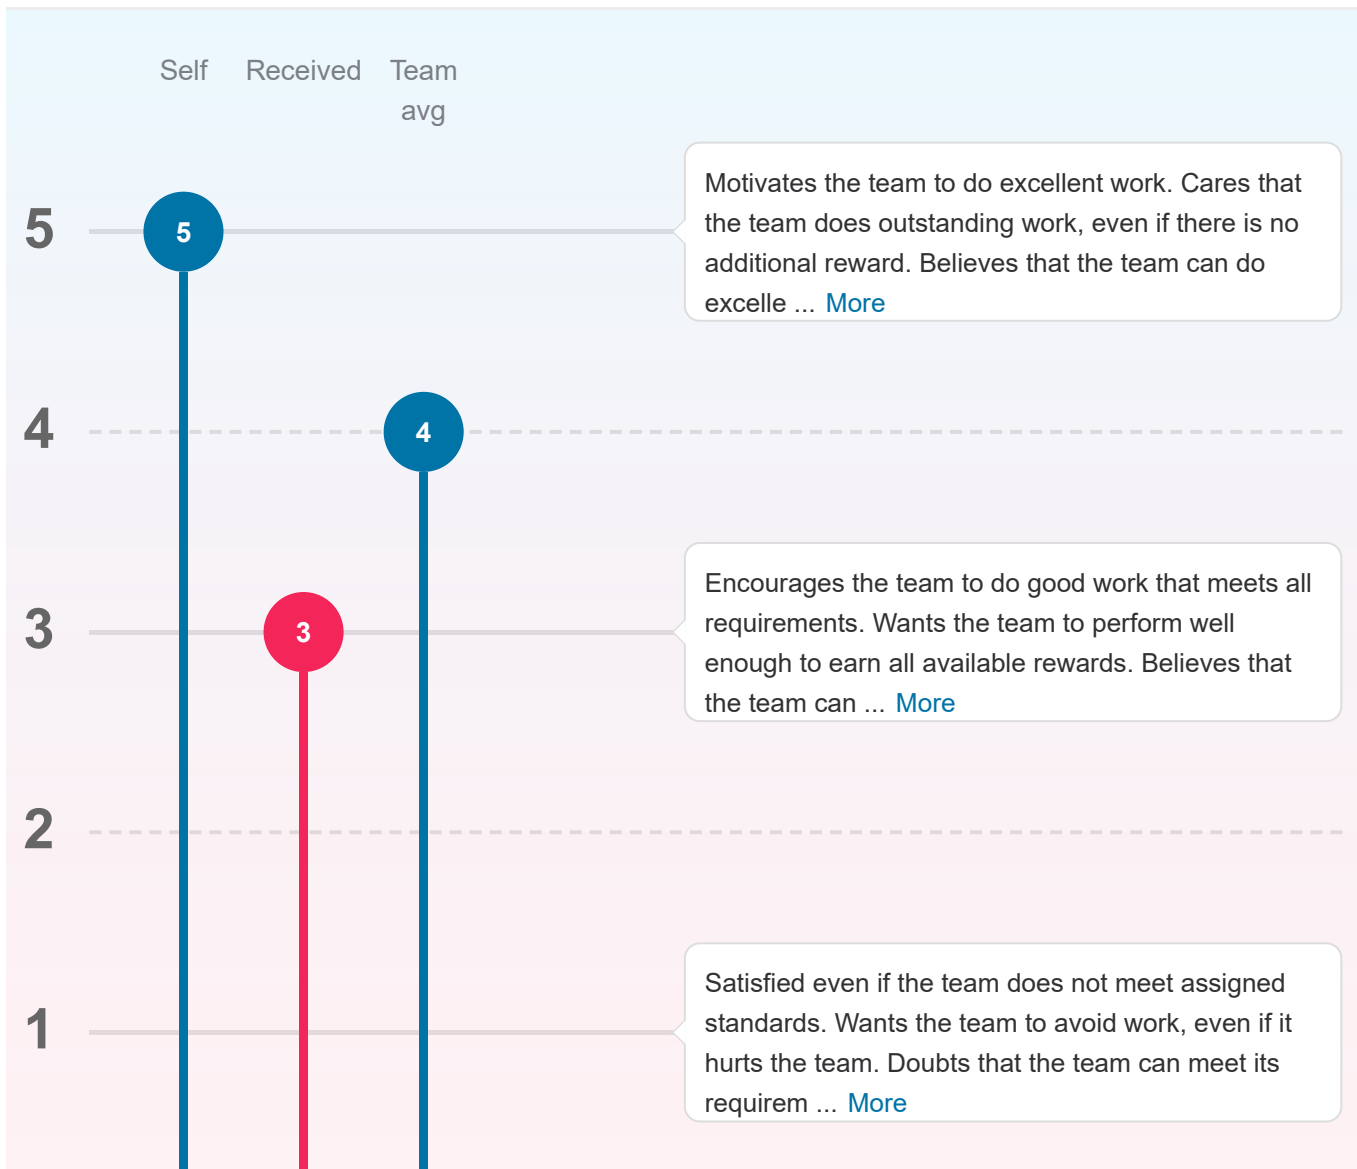 Self Received Team
avg
Motivates the team to do excellent work. Cares that
5
5
the team does outstanding work, even if there is no
additional reward. Believes that the team can do
excelle ... More
4
4
Encourages the team to do good work that meets all
3
3
requirements. Wants the team to perform well
enough to earn all available rewards. Believes that
the team can ... More
2
Satisfied even if the team does not meet assigned
1
standards. Wants the team to avoid work, even if it
hurts the team. Doubts that the team can meet its
requirem ... More